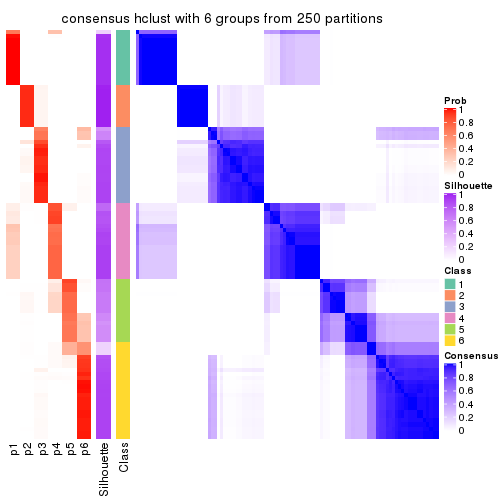 consensus hclust with 6 groups from 250 partitions
Prob
1
0.8
0.6
0.4
0.2
0
Silhouette
1
0.8
0.6
0.4
0.2
0
Class
1
2
3
4
5
6
Consensus
1
0.8
0.6
0.4
0.2
0
p1
p2
p3
p4
p5
p6
Silhouette
Class